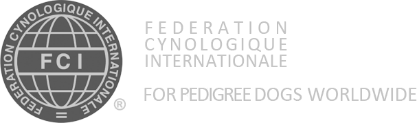 FEDERATION CYNOLOGIQUE INTERNATIONALE
FCI
®
FEDERATION
CYNOLOGIQUE
INTERNATIONALE
FOR PEDIGREE DOGS WORLDWIDE